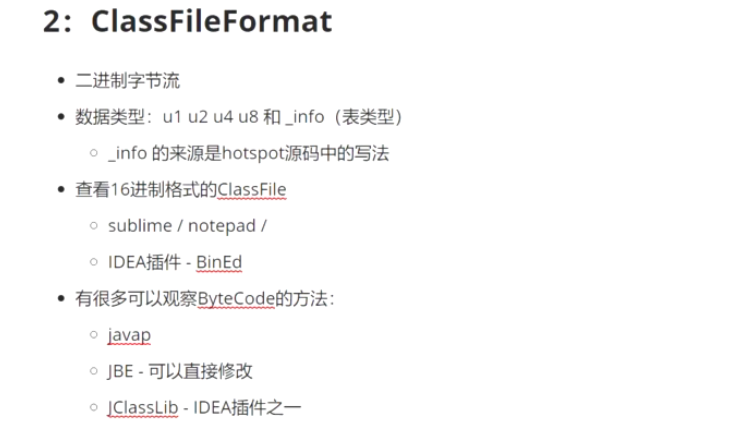 2：ClassFileFormat
二进制字节流
数据类型：u1 u2 u4 u8 和 _info（表类型）
_info 的来源是hotspot源码中的写法
查看16进制格式的ClassFile
sublime / notepad /
IDEA插件 - BinEd
有很多可以观察ByteCode的方法：
javap
JBE - 可以直接修改
JClassLib - IDEA插件之一